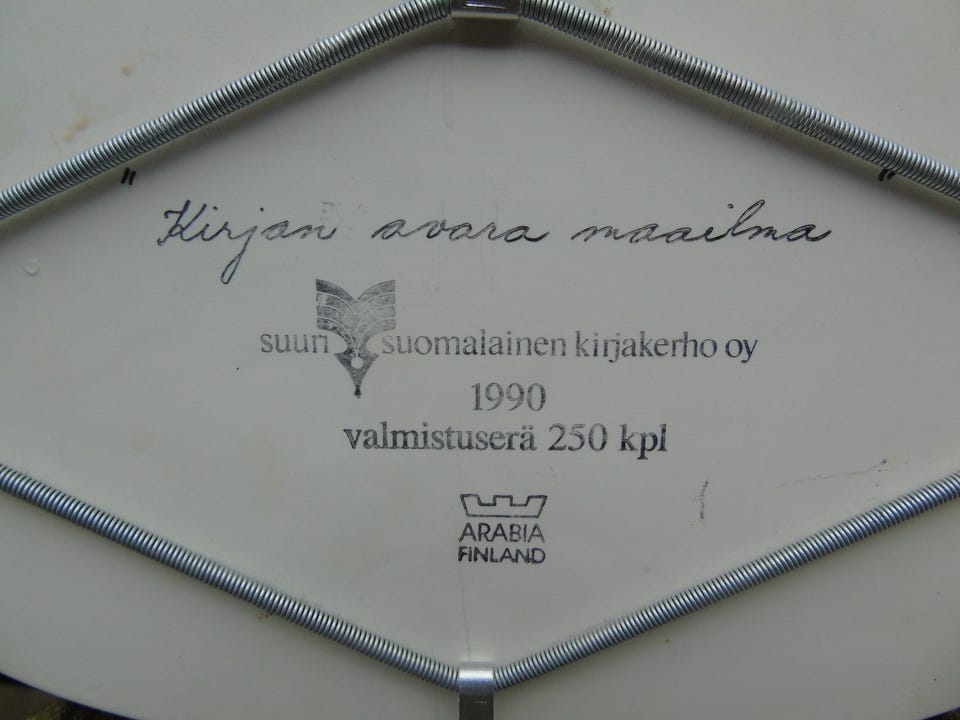 "Kirjan avara maailma"
suuri suomalainen kirjakerho oy
1990
valmistuserä 250 kpl
ARABIA
FINLAND